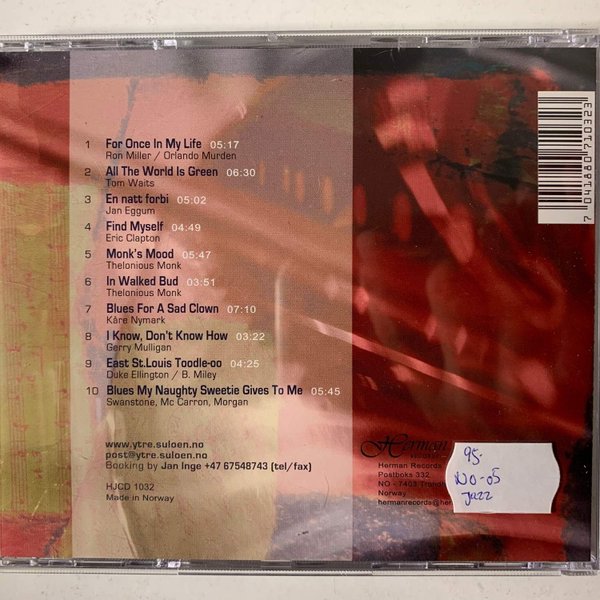 1 For Once In My Life 05:17
Ron Miller / Orlando Murden
2 All The World Is Green 06:30
Tom Waits
3 En natt forbi 05:02
Jan Eggum
4 Find Myself 04:49
Eric Clapton
5 Monk's Mood 05:47
Thelonious Monk
6 In Walked Bud 03:51
Thelonious Monk
7 Blues For A Sad Clown 07:10
Kåre Nymark
8 I Know, Don't Know How 03:22
Gerry Mulligan
9 East St.Louis Toodle-oo 04:25
Duke Ellington / B. Miley
10 Blues My Naughty Sweetie Gives To Me 05:45
Swanstone, Mc Carron, Morgan
www.ytre.suloen.no
post@ytre.suloen.no
Booking by Jan Inge +47 67548743 (tel/fax)
HJCD 1032
Made in Norway
Herman
Herman Records
Postboks 332
NO - 7403
Norway
95.-
NO-05
Jazz
7 041880 710323